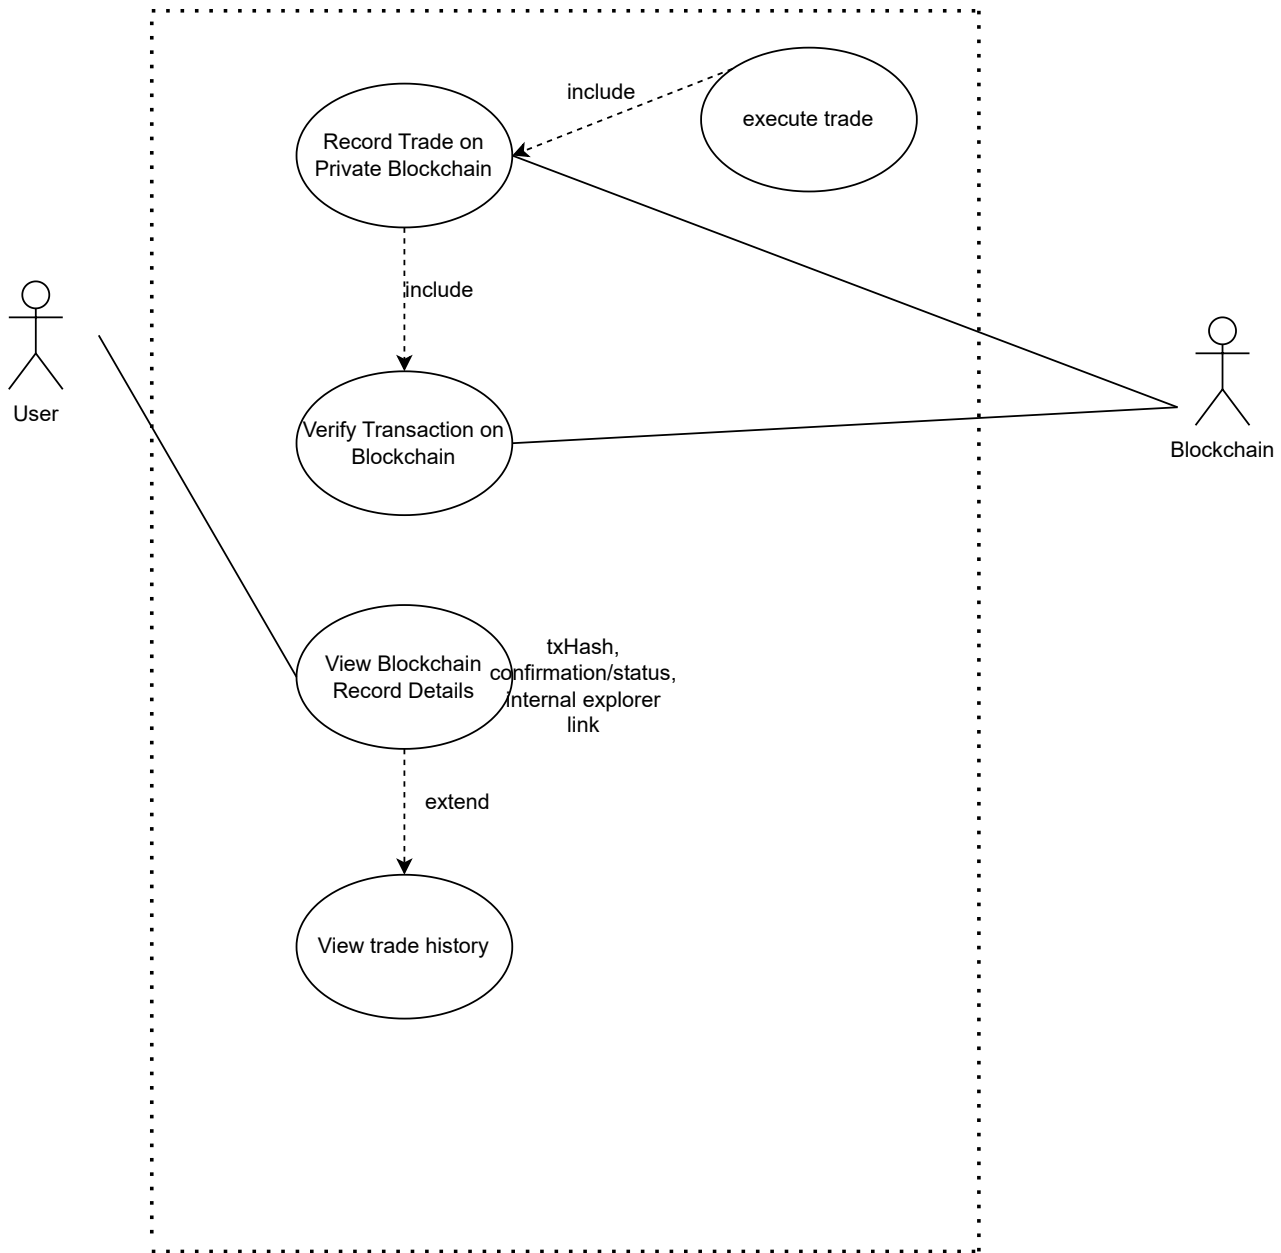 include
execute trade
Record Trade on
Private Blockchain
include
User
Verify Transaction on
Blockchain
Blockchain
View Blockchain
Record Details
txHash,
confirmation/status,
internal explorer
link
extend
View trade history